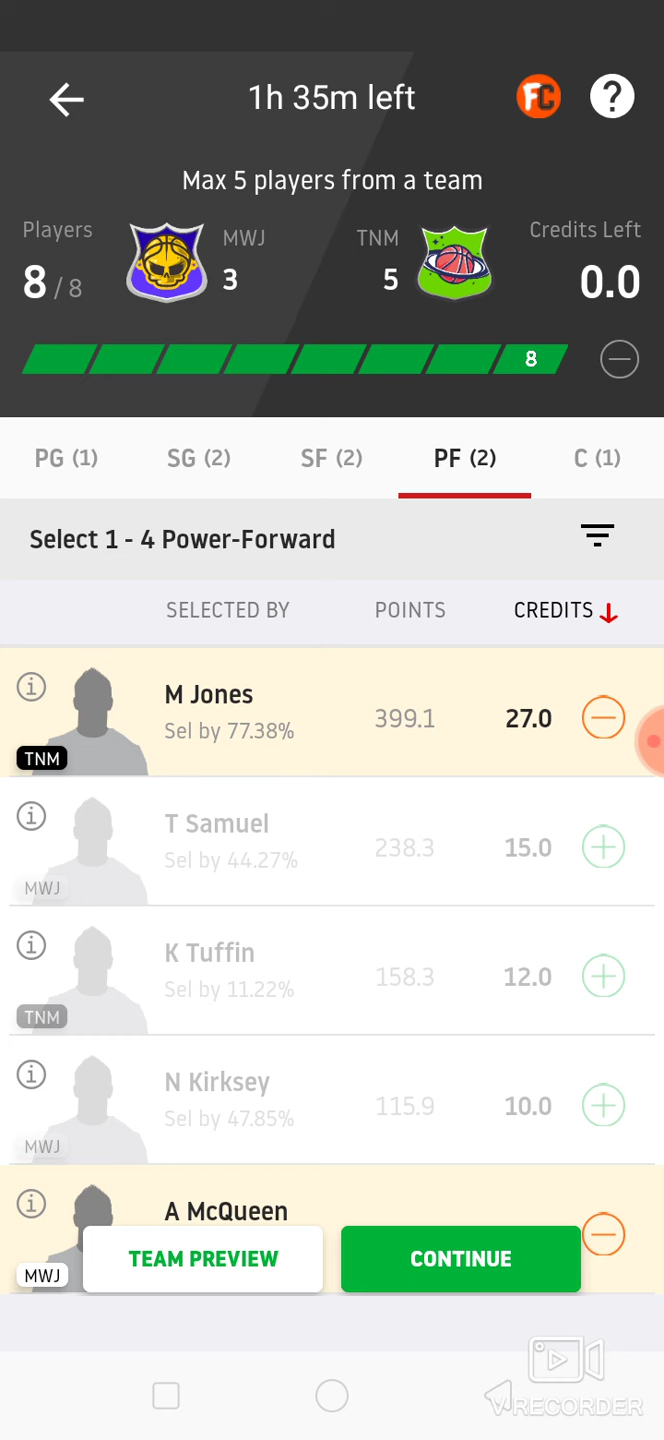 1h 35m left
FC
?
Max 5 players from a team
Players
8 / 8
MWJ
3
TNM
5
Credits Left
0.0
8
PG (1)
SG (2)
SF (2)
PF (2)
C (1)
Select 1 - 4 Power-Forward
SELECTED BY
POINTS
CREDITS
M Jones
Sel by 77.38%
399.1
27.0
TNM
T Samuel
Sel by 44.27%
238.3
15.0
MWJ
K Tuffin
Sel by 11.22%
158.3
12.0
TNM
N Kirksey
Sel by 47.85%
115.9
10.0
MWJ
A McQueen
MWJ
TEAM PREVIEW
CONTINUE
VRECORDER